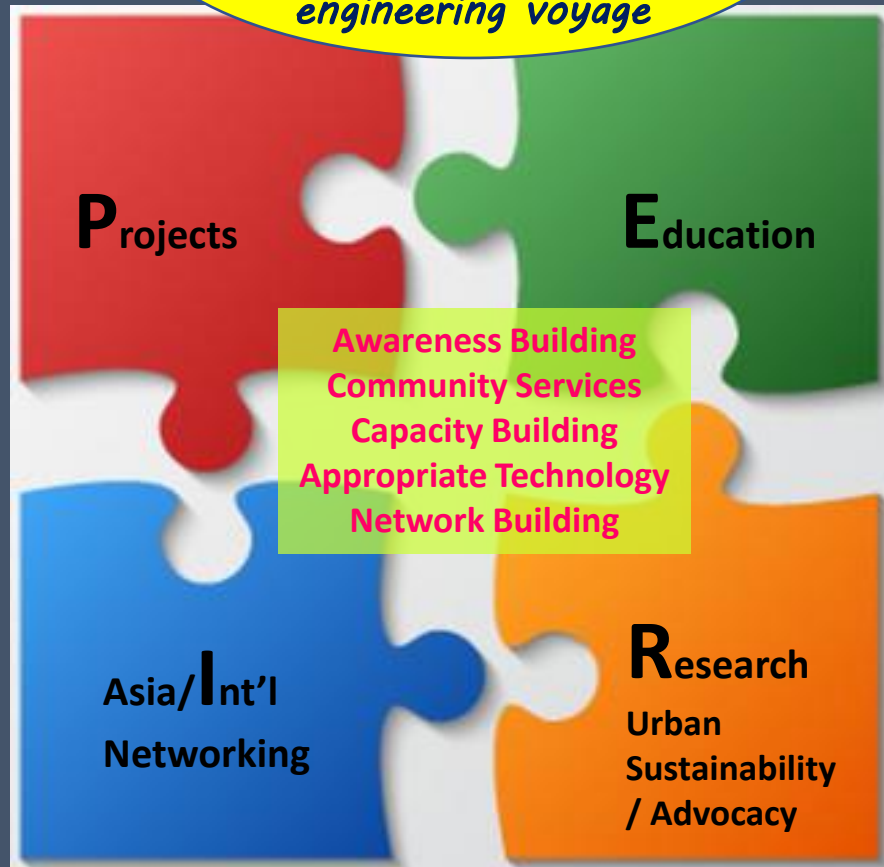 engineering voyage
Projects
Education
Awareness Building
Community Services
Capacity Building
Appropriate Technology
Network Building
Asia/Int’l
Networking
Research
Urban
Sustainability
/ Advocacy